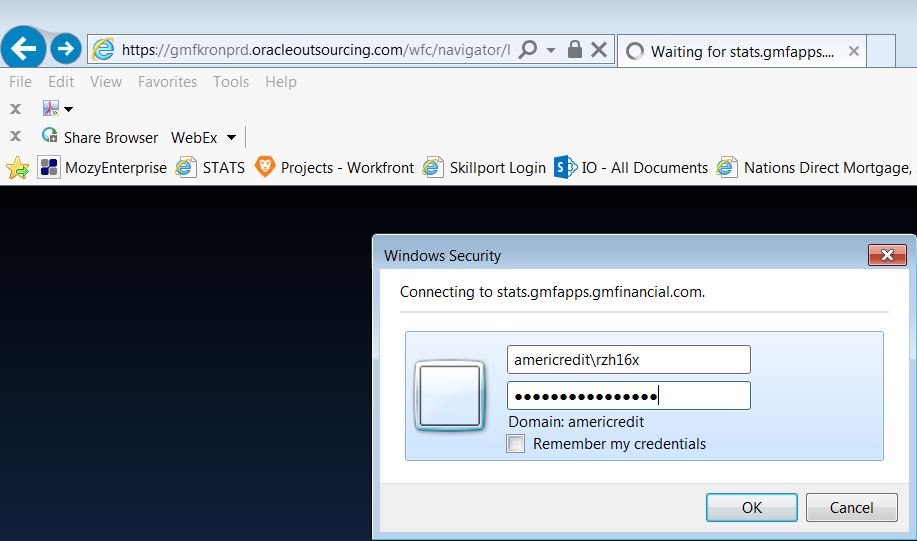 https://gmfkronprd.oracleoutsourcing.com/wfc/navigator/l
Waiting for stats.gmfapps....
File Edit View Favorites Tools Help
x
x Share Browser WebEx
MozyEnterprise STATS Projects - Workfront Skillport Login IO - All Documents Nations Direct Mortgage,
Windows Security
Connecting to stats.gmfapps.gmfinancial.com.
americredit\rzh16x
●●●●●●●●●●●●●●●●
Domain: americredit
Remember my credentials
OK Cancel